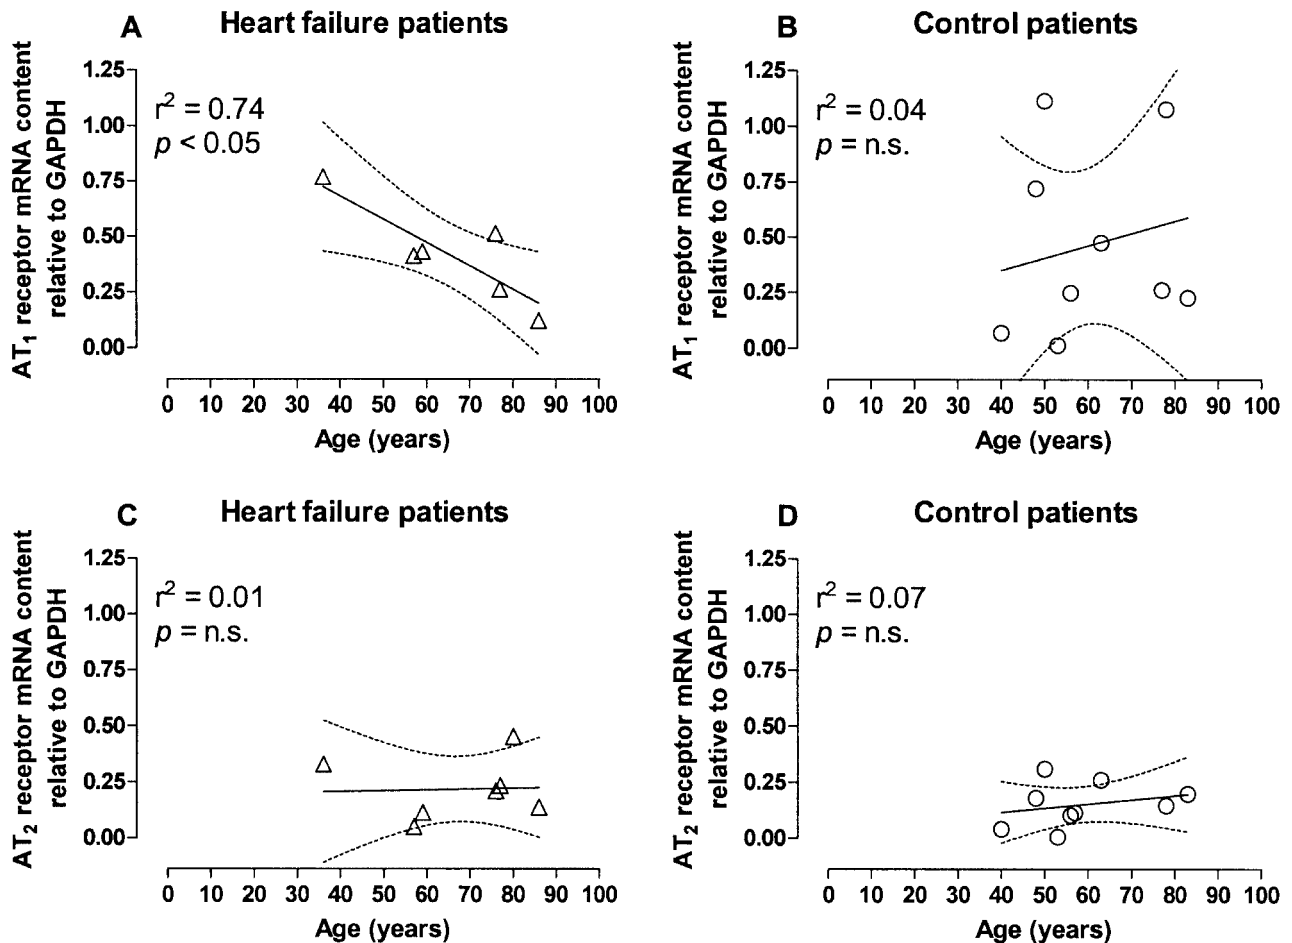 A
Heart failure patients
AT1 receptor mRNA content
relative to GAPDH
1.25
1.00
0.75
0.50
0.25
0.00
r² = 0.74
p < 0.05
0 10 20 30 40 50 60 70 80 90 100
Age (years)
B
Control patients
AT1 receptor mRNA content
relative to GAPDH
1.25
1.00
0.75
0.50
0.25
0.00
r² = 0.04
p = n.s.
0 10 20 30 40 50 60 70 80 90 100
Age (years)
C
Heart failure patients
AT2 receptor mRNA content
relative to GAPDH
1.25
1.00
0.75
0.50
0.25
0.00
r² = 0.01
p = n.s.
0 10 20 30 40 50 60 70 80 90 100
Age (years)
D
Control patients
AT2 receptor mRNA content
relative to GAPDH
1.25
1.00
0.75
0.50
0.25
0.00
r² = 0.07
p = n.s.
0 10 20 30 40 50 60 70 80 90 100
Age (years)